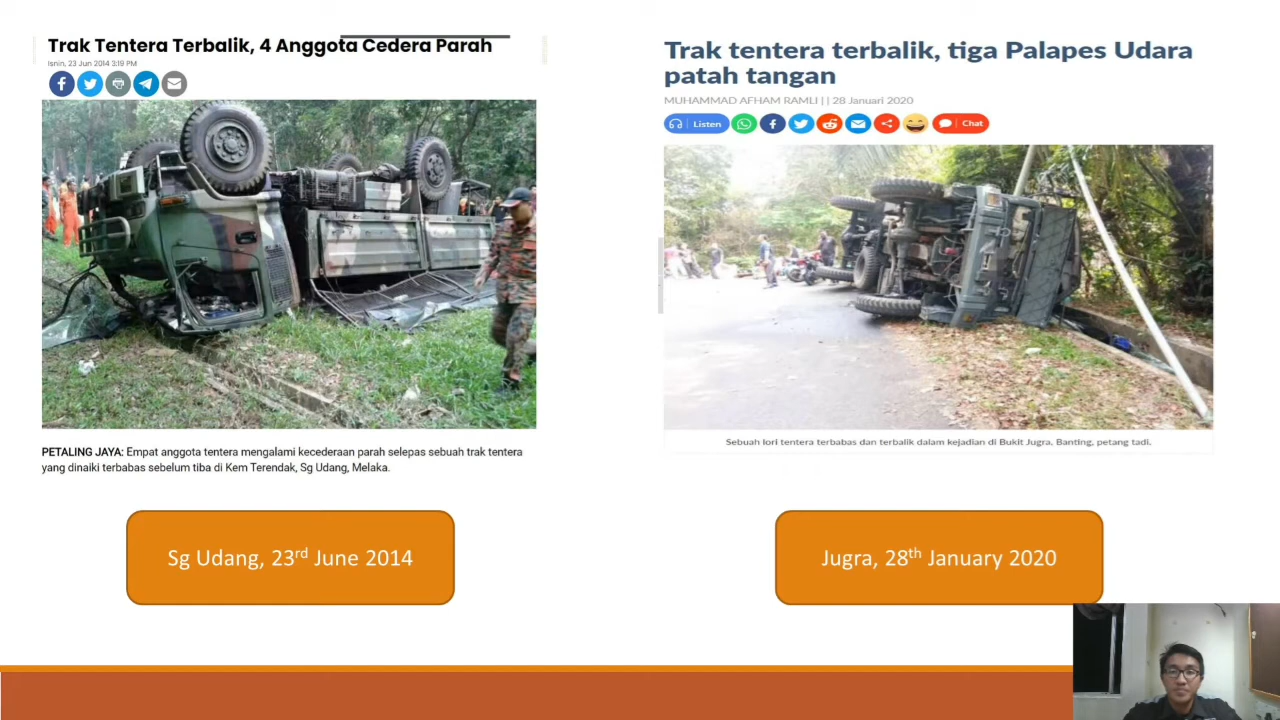 Trak Tentera Terbalik, 4 Anggota Cedera Parah
Isnin, 23 Jun 2014 3:19 PM
PETALING JAYA: Empat anggota tentera mengalami kecederaan parah selepas sebuah trak tentera
yang dinaiki terbabas sebelum tiba di Kem Terendak, Sg Udang, Melaka.
Sg Udang, 23rd June 2014
Trak tentera terbalik, tiga Palapes Udara
patah tangan
MUHAMMAD AFHAM RAMLI | | 28 Januari 2020
Listen
Chat
Sebuah lori tentera terbabas dan terbalik dalam kejadian di Bukit Jugra, Banting, petang tadi.
Jugra, 28th January 2020